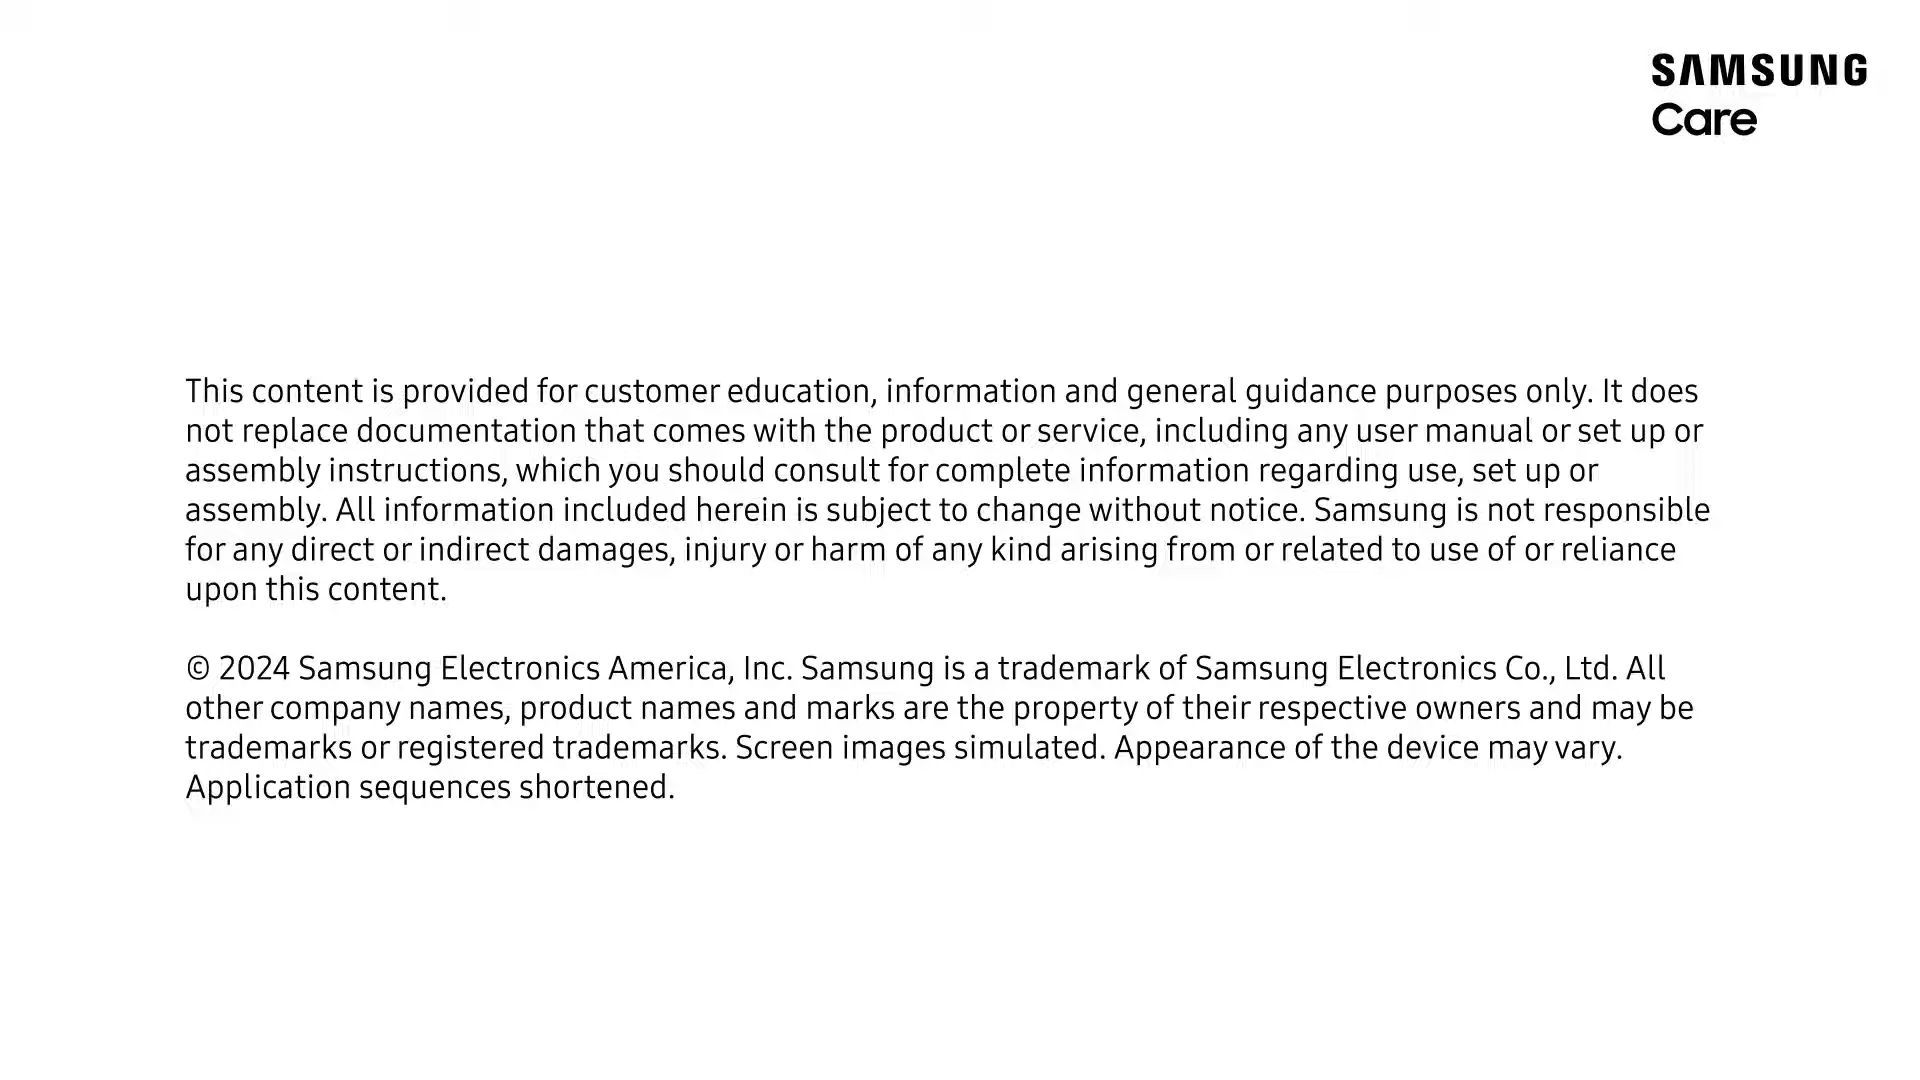 SAMSUNG
Care
This content is provided for customer education, information and general guidance purposes only. It does
not replace documentation that comes with the product or service, including any user manual or set up or
assembly instructions, which you should consult for complete information regarding use, set up or
assembly. All information included herein is subject to change without notice. Samsung is not responsible
for any direct or indirect damages, injury or harm of any kind arising from or related to use of or reliance
upon this content.
© 2024 Samsung Electronics America, Inc. Samsung is a trademark of Samsung Electronics Co., Ltd. All
other company names, product names and marks are the property of their respective owners and may be
trademarks or registered trademarks. Screen images simulated. Appearance of the device may vary.
Application sequences shortened.